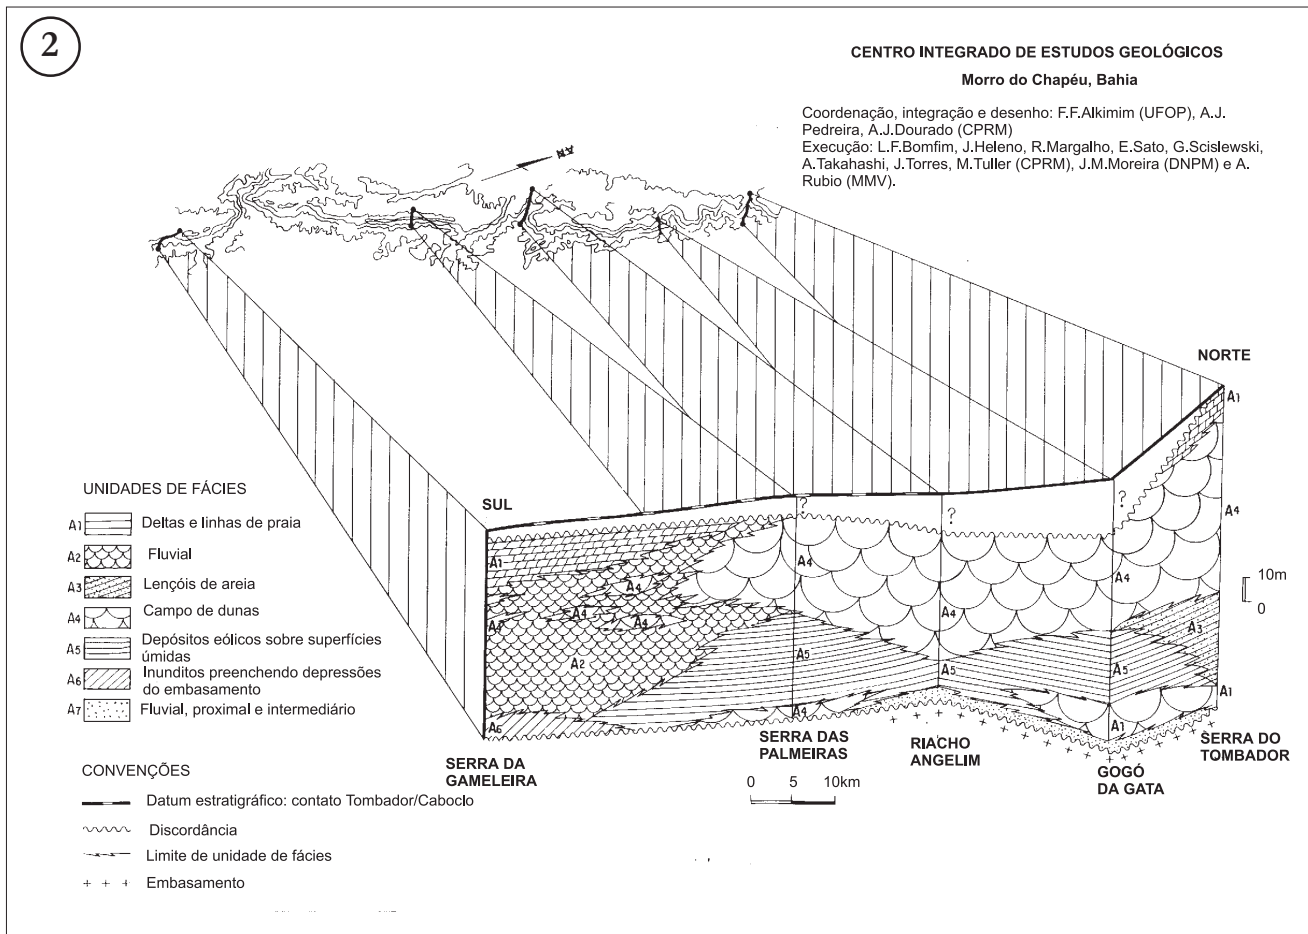 2
CENTRO INTEGRADO DE ESTUDOS GEOLÓGICOS
Morro do Chapéu, Bahia
Coordenação, integração e desenho: F.F.Alkimim (UFOP), A.J.
Pedreira, A.J.Dourado (CPRM)
Execução: L.F.Bomfim, J.Heleno, R.Margalho, E.Sato, G.Scislewski,
A.Takahashi, J.Torres, M.Tuller (CPRM), J.M.Moreira (DNPM) e A.
Rubio (MMV).
NORTE
A1
A4
A3
A1
10m
0
SUL
?
?
?
A1
A4
A4
A4
A2
A6
A4
A5
A4
A4
A5
A4
A5
A1
UNIDADES DE FÁCIES
A1 Deltas e linhas de praia
A2 Fluvial
A3 Lençóis de areia
A4 Campo de dunas
A5 Depósitos eólicos sobre superfícies
úmidas
A6 Inunditos preenchendo depressões
do embasamento
A7 Fluvial, proximal e intermediário
SERRA DA
GAMELEIRA
SERRA DAS
PALMEIRAS
RIACHO
ANGELIM
GOGÓ
DA GATA
SERRA DO
TOMBADOR
0 5 10km
CONVENÇÕES
Datum estratigráfico: contato Tombador/Caboclo
Discordância
Limite de unidade de fácies
+ + + + Embasamento